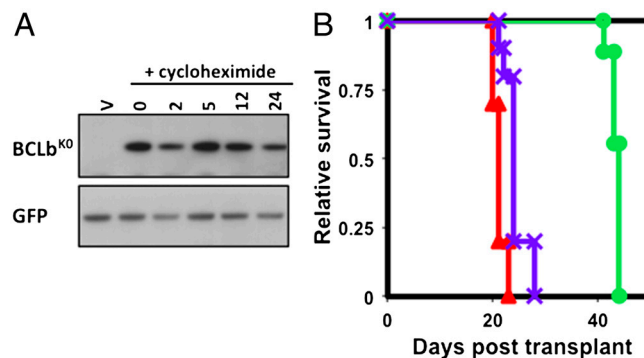 A
+ cycloheximide
V 0 2 5 12 24
BCLb^KO
GFP
B
Relative survival
1
0.75
0.5
0.25
0
0 20 40
Days post transplant